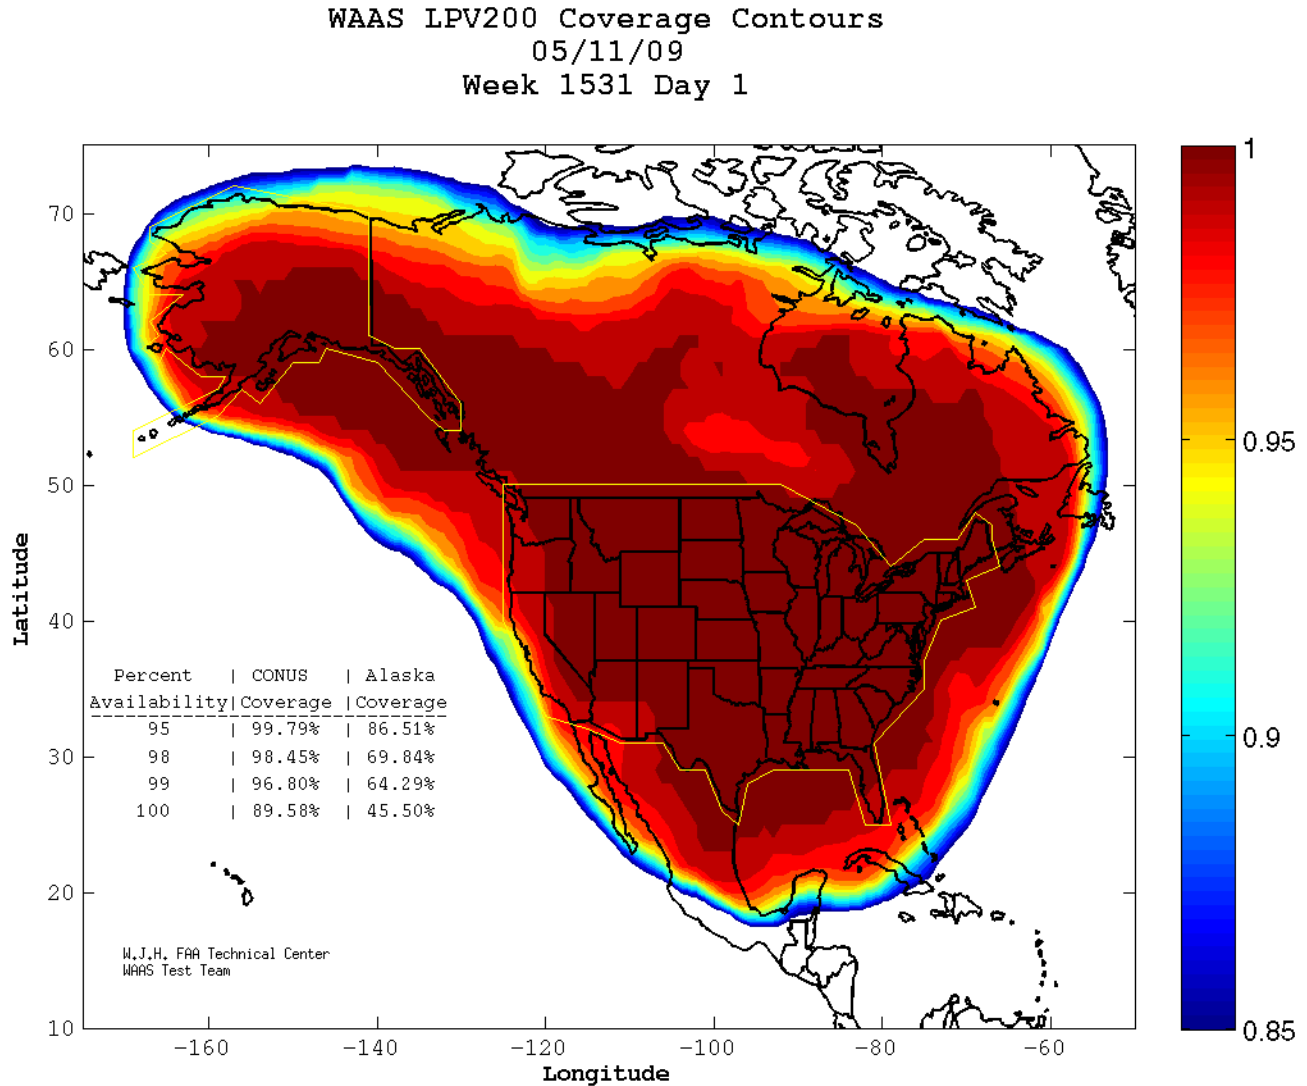 WAAS LPV200 Coverage Contours
05/11/09
Week 1531 Day 1
1
70
60
0.95
50
Latitude
40
Percent | CONUS | Alaska
Availability|Coverage |Coverage
95 | 99.79% | 86.51%
0.9
98 | 98.45% | 69.84%
30
99 | 96.80% | 64.29%
100 | 89.58% | 45.50%
20
W.J.H. FAA Technical Center
WAAS Test Team
10
0.85
-160 -140 -120 -100 -80 -60
Longitude